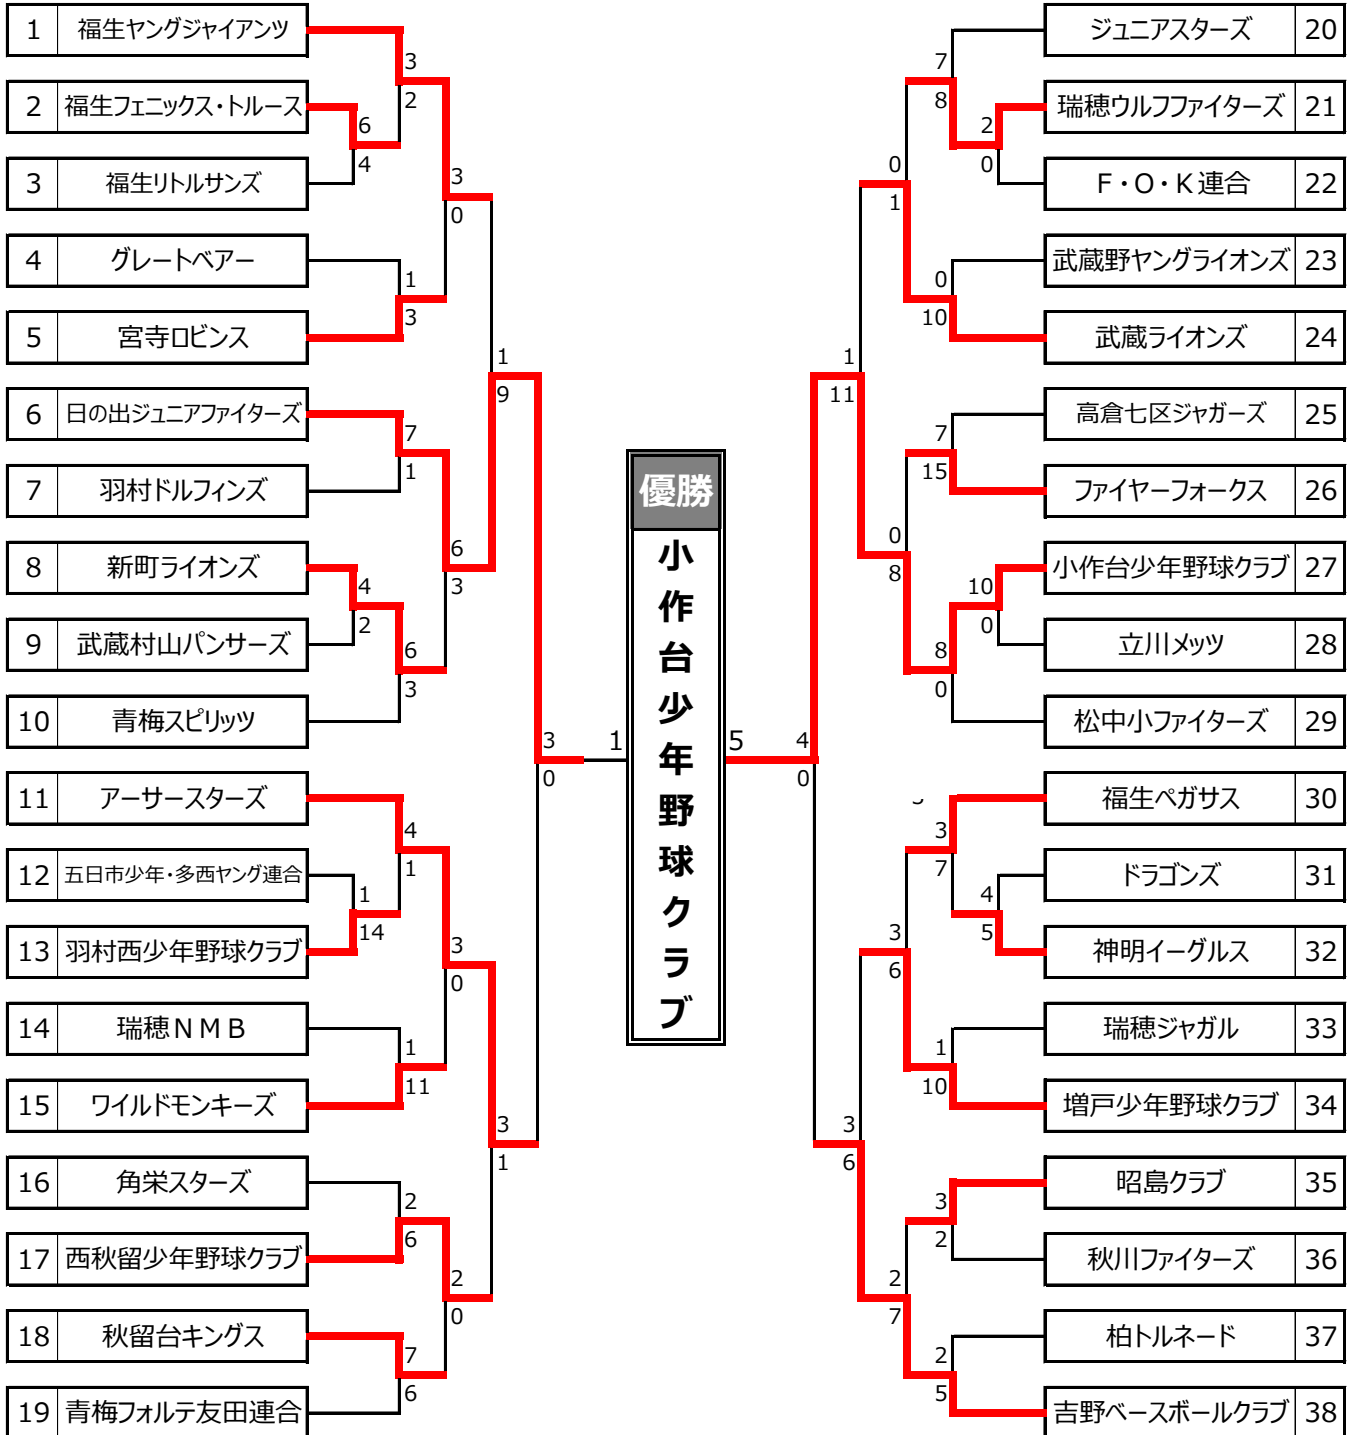 1 福生ヤングジャイアンツ
3
2
2 福生フェニックス・トルース
6
4
3 福生リトルサンズ
3
0
4 グレートベアー
1
3
5 宮寺ロビンス
1
9
6 日の出ジュニアファイターズ
7
1
7 羽村ドルフィンズ
6
3
8 新町ライオンズ
4
2
9 武蔵村山パンサーズ
6
3
10 青梅スピリッツ
3
0
11 アーサースターズ
4
1
12 五日市少年・多西ヤング連合
1
14
13 羽村西少年野球クラブ
3
0
14 瑞穂NMB
1
11
15 ワイルドモンキーズ
3
1
16 角栄スターズ
2
6
17 西秋留少年野球クラブ
2
0
18 秋留台キングス
7
6
19 青梅フォルテ友田連合
1
優勝
小作台少年野球クラブ
5
ジュニアスターズ 20
7
8
瑞穂ウルフファイターズ 21
2
0
F・O・K連合 22
0
1
武蔵野ヤングライオンズ 23
0
10
武蔵ライオンズ 24
1
11
高倉七区ジャガーズ 25
7
15
ファイヤーフォークス 26
0
8
小作台少年野球クラブ 27
10
0
立川メッツ 28
8
0
松中小ファイターズ 29
4
0
福生ペガサス 30
3
7
ドラゴンズ 31
4
5
神明イーグルス 32
3
6
瑞穂ジャガル 33
1
10
増戸少年野球クラブ 34
3
6
昭島クラブ 35
3
2
秋川ファイターズ 36
2
7
柏トルネード 37
2
5
吉野ベースボールクラブ 38